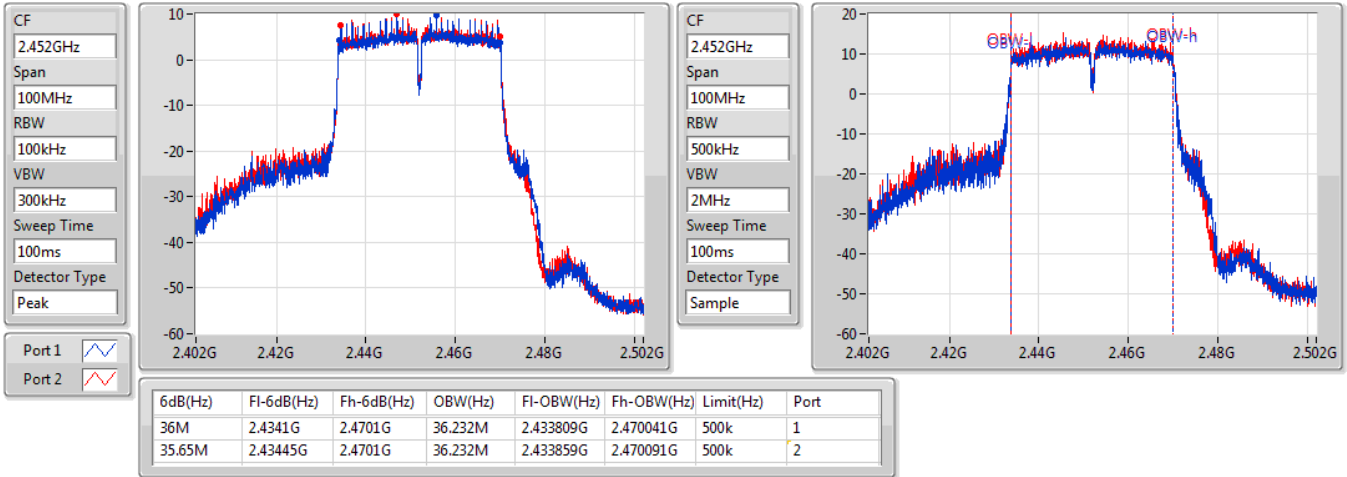 CF
2.452GHz
Span
100MHz
RBW
100kHz
VBW
300kHz
Sweep Time
100ms
Detector Type
Peak
10
0
-10
-20
-30
-40
-50
-60
2.402G 2.42G 2.44G 2.46G 2.48G 2.502G
CF
2.452GHz
Span
100MHz
RBW
500kHz
VBW
2MHz
Sweep Time
100ms
Detector Type
Sample
20
10
0
-10
-20
-30
-40
-50
-60
OBW-l OBW-h
2.402G 2.42G 2.44G 2.46G 2.48G 2.502G
Port 1
Port 2
6dB(Hz) Fl-6dB(Hz) Fh-6dB(Hz) OBW(Hz) Fl-OBW(Hz) Fh-OBW(Hz) Limit(Hz) Port
36M 2.4341G 2.4701G 36.232M 2.433809G 2.470041G 500k 1
35.65M 2.43445G 2.4701G 36.232M 2.433859G 2.470091G 500k 2